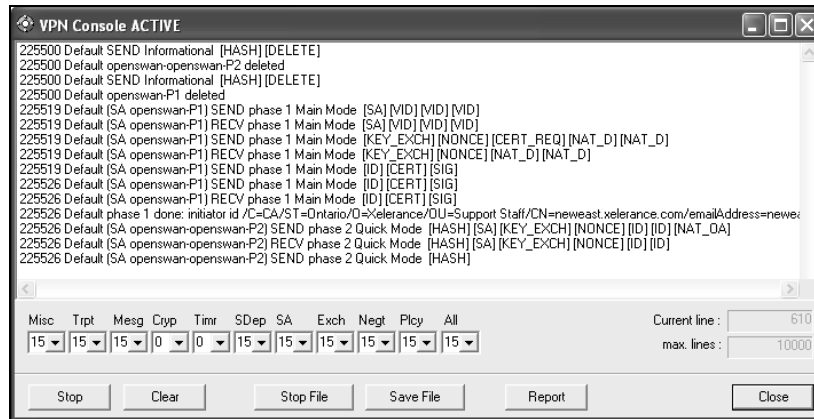 VPN Console ACTIVE
225500 Default SEND Informational [HASH] [DELETE]
225500 Default openswan-openswan-P2 deleted
225500 Default SEND Informational [HASH] [DELETE]
225500 Default openswan-P1 deleted
225519 Default (SA openswan-P1) SEND phase 1 Main Mode [SA] [VID] [VID] [VID]
225519 Default (SA openswan-P1) RECV phase 1 Main Mode [SA] [VID] [VID] [VID]
225519 Default (SA openswan-P1) SEND phase 1 Main Mode [KEY_EXCH] [NONCE] [CERT_REQ] [NAT_D] [NAT_D]
225519 Default (SA openswan-P1) RECV phase 1 Main Mode [KEY_EXCH] [NONCE] [NAT_D] [NAT_D]
225519 Default (SA openswan-P1) SEND phase 1 Main Mode [ID] [CERT] [SIG]
225526 Default (SA openswan-P1) SEND phase 1 Main Mode [ID] [CERT] [SIG]
225526 Default (SA openswan-P1) RECV phase 1 Main Mode [ID] [CERT] [SIG]
225526 Default phase 1 done: initiator id /C=CA/ST=Ontario/O=Xelerance/OU=Support Staff/CN=neweast.xelerance.com/emailAddress=newea
225526 Default (SA openswan-openswan-P2) SEND phase 2 Quick Mode [HASH] [SA] [KEY_EXCH] [NONCE] [ID] [ID] [NAT_OA]
225526 Default (SA openswan-openswan-P2) RECV phase 2 Quick Mode [HASH] [SA] [KEY_EXCH] [NONCE] [ID] [ID]
225526 Default (SA openswan-openswan-P2) SEND phase 2 Quick Mode [HASH]
Misc Trpt Mesg Cryp Timr SDep SA Exch Negt Plcy All
15 15 15 0 0 15 15 15 15 15 15
Current line : 610
max. lines : 10000
Stop Clear Stop File Save File Report Close